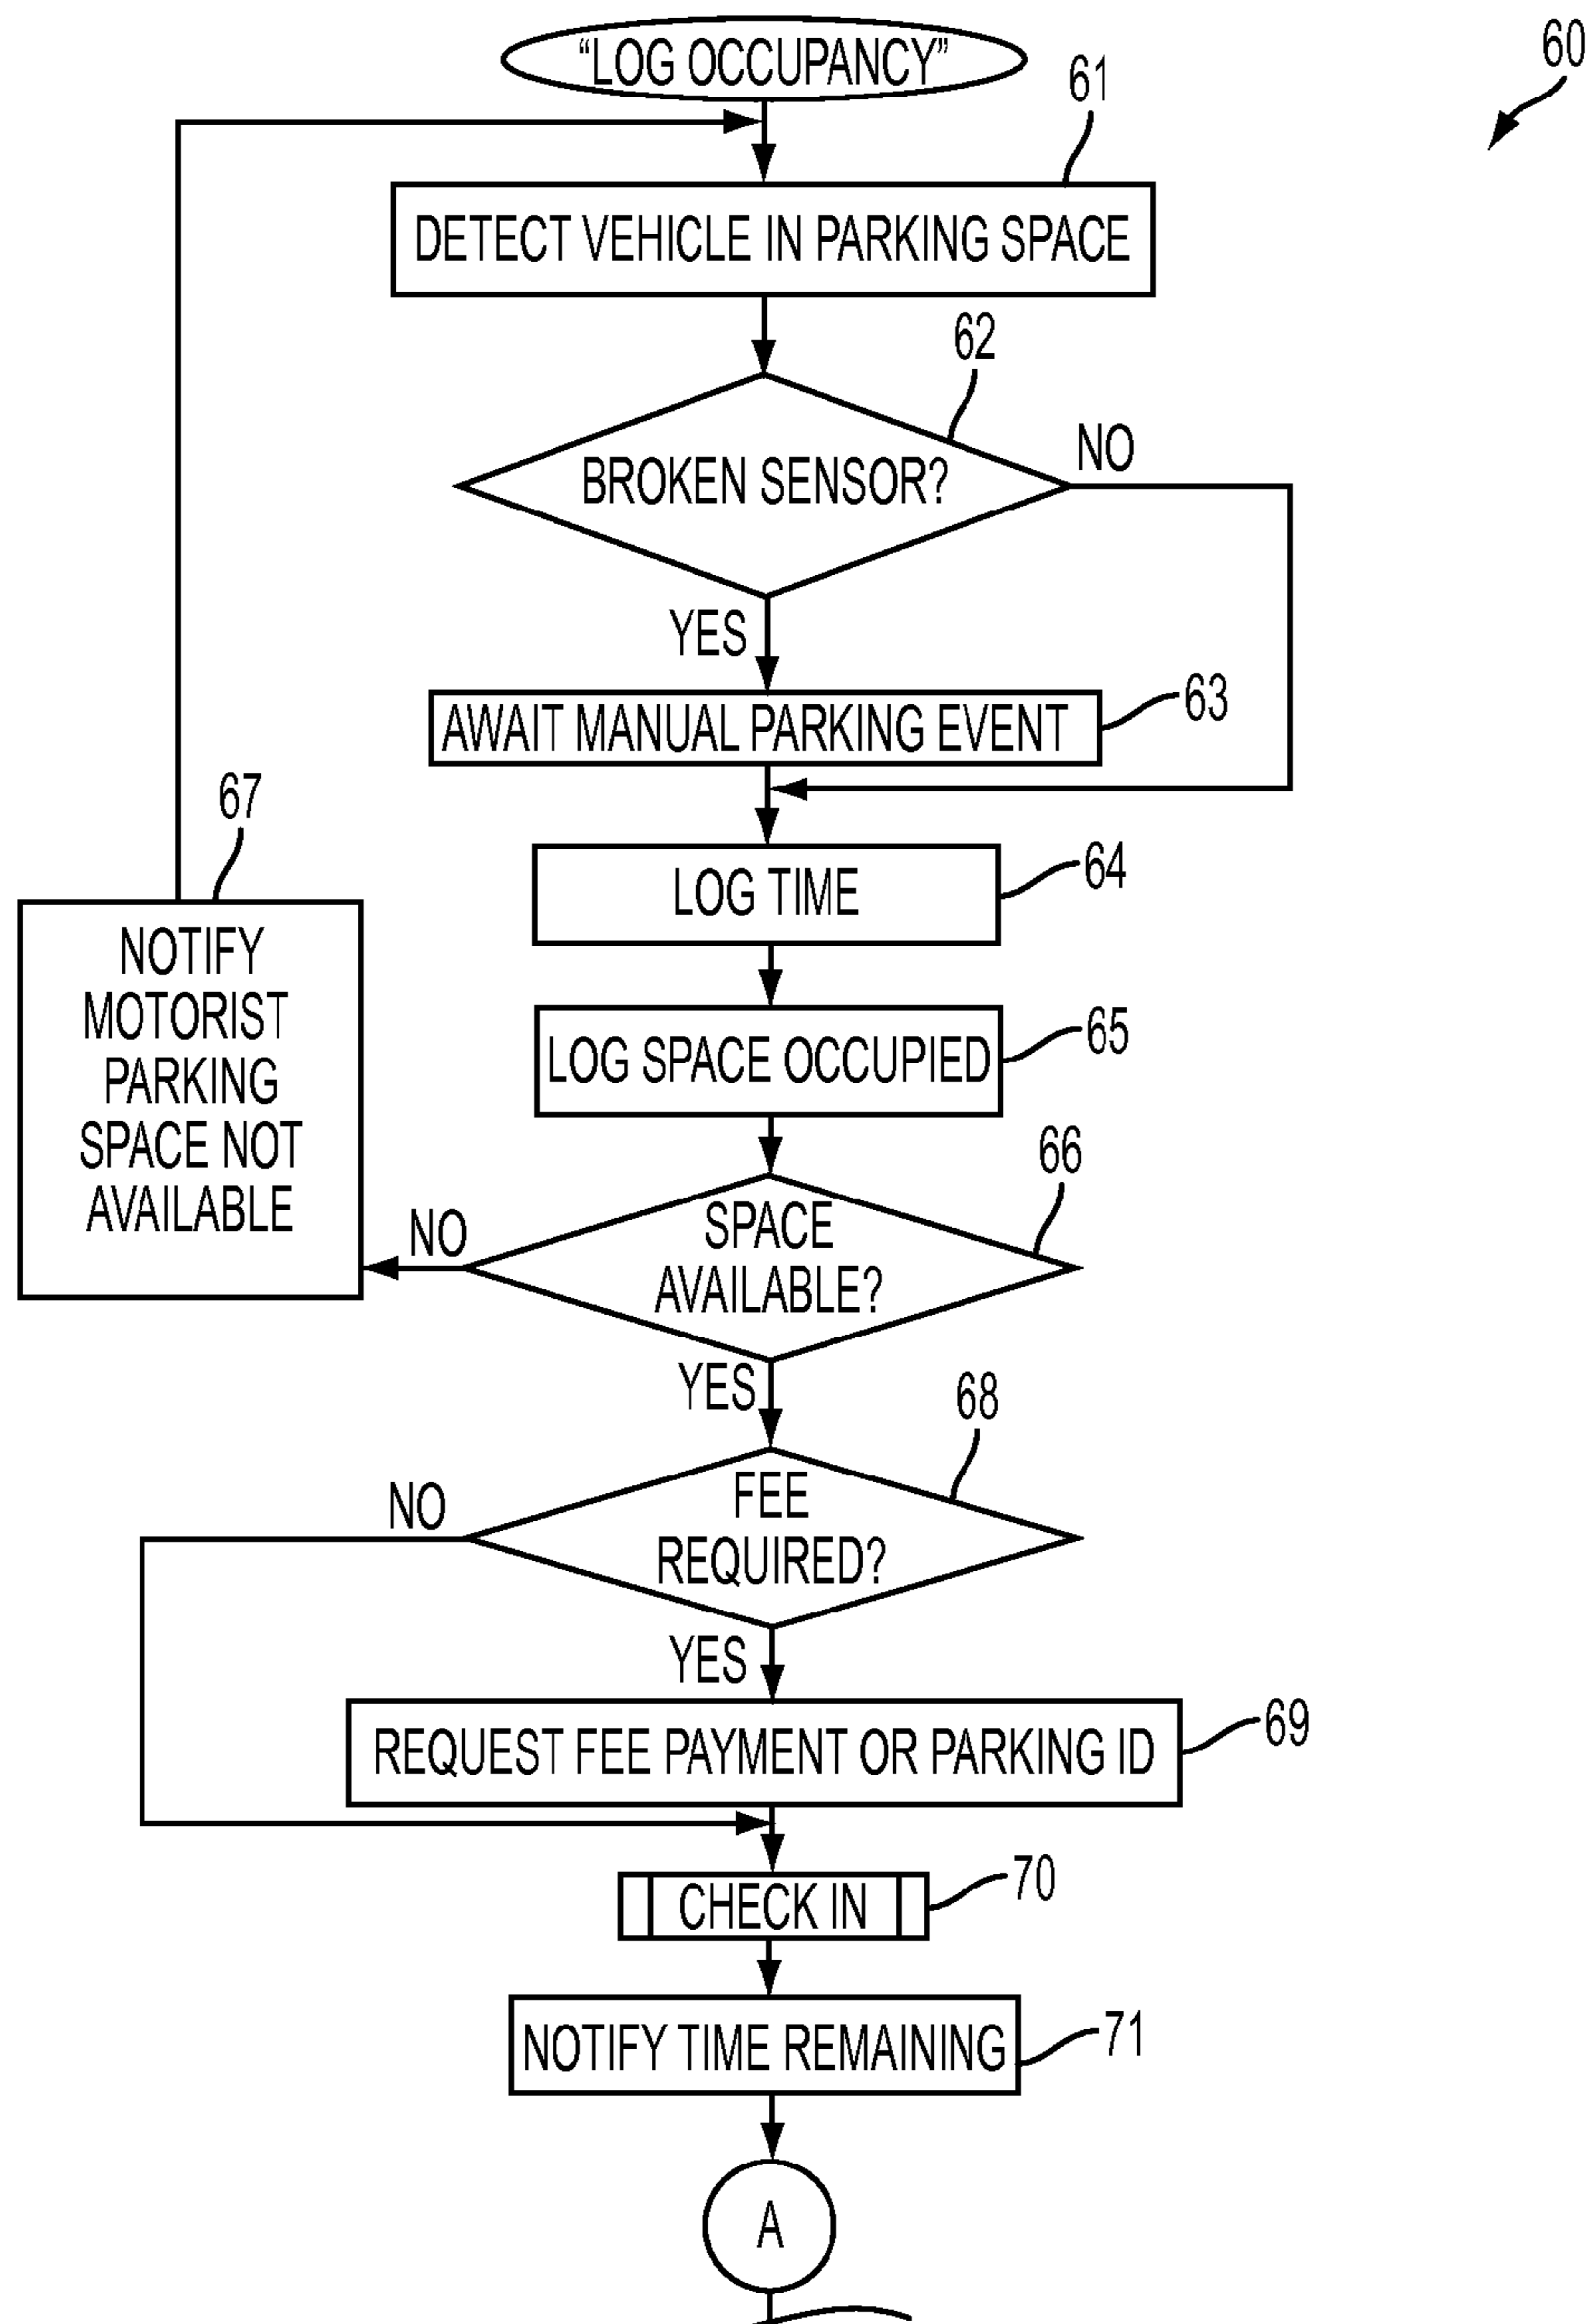 "LOG OCCUPANCY"
60
61
DETECT VEHICLE IN PARKING SPACE
62
BROKEN SENSOR?
NO
YES
AWAIT MANUAL PARKING EVENT
63
67
NOTIFY
MOTORIST
PARKING
SPACE NOT
AVAILABLE
LOG TIME
64
LOG SPACE OCCUPIED
65
66
SPACE
AVAILABLE?
NO
YES
68
FEE
REQUIRED?
NO
YES
REQUEST FEE PAYMENT OR PARKING ID
69
CHECK IN
70
NOTIFY TIME REMAINING
71
A